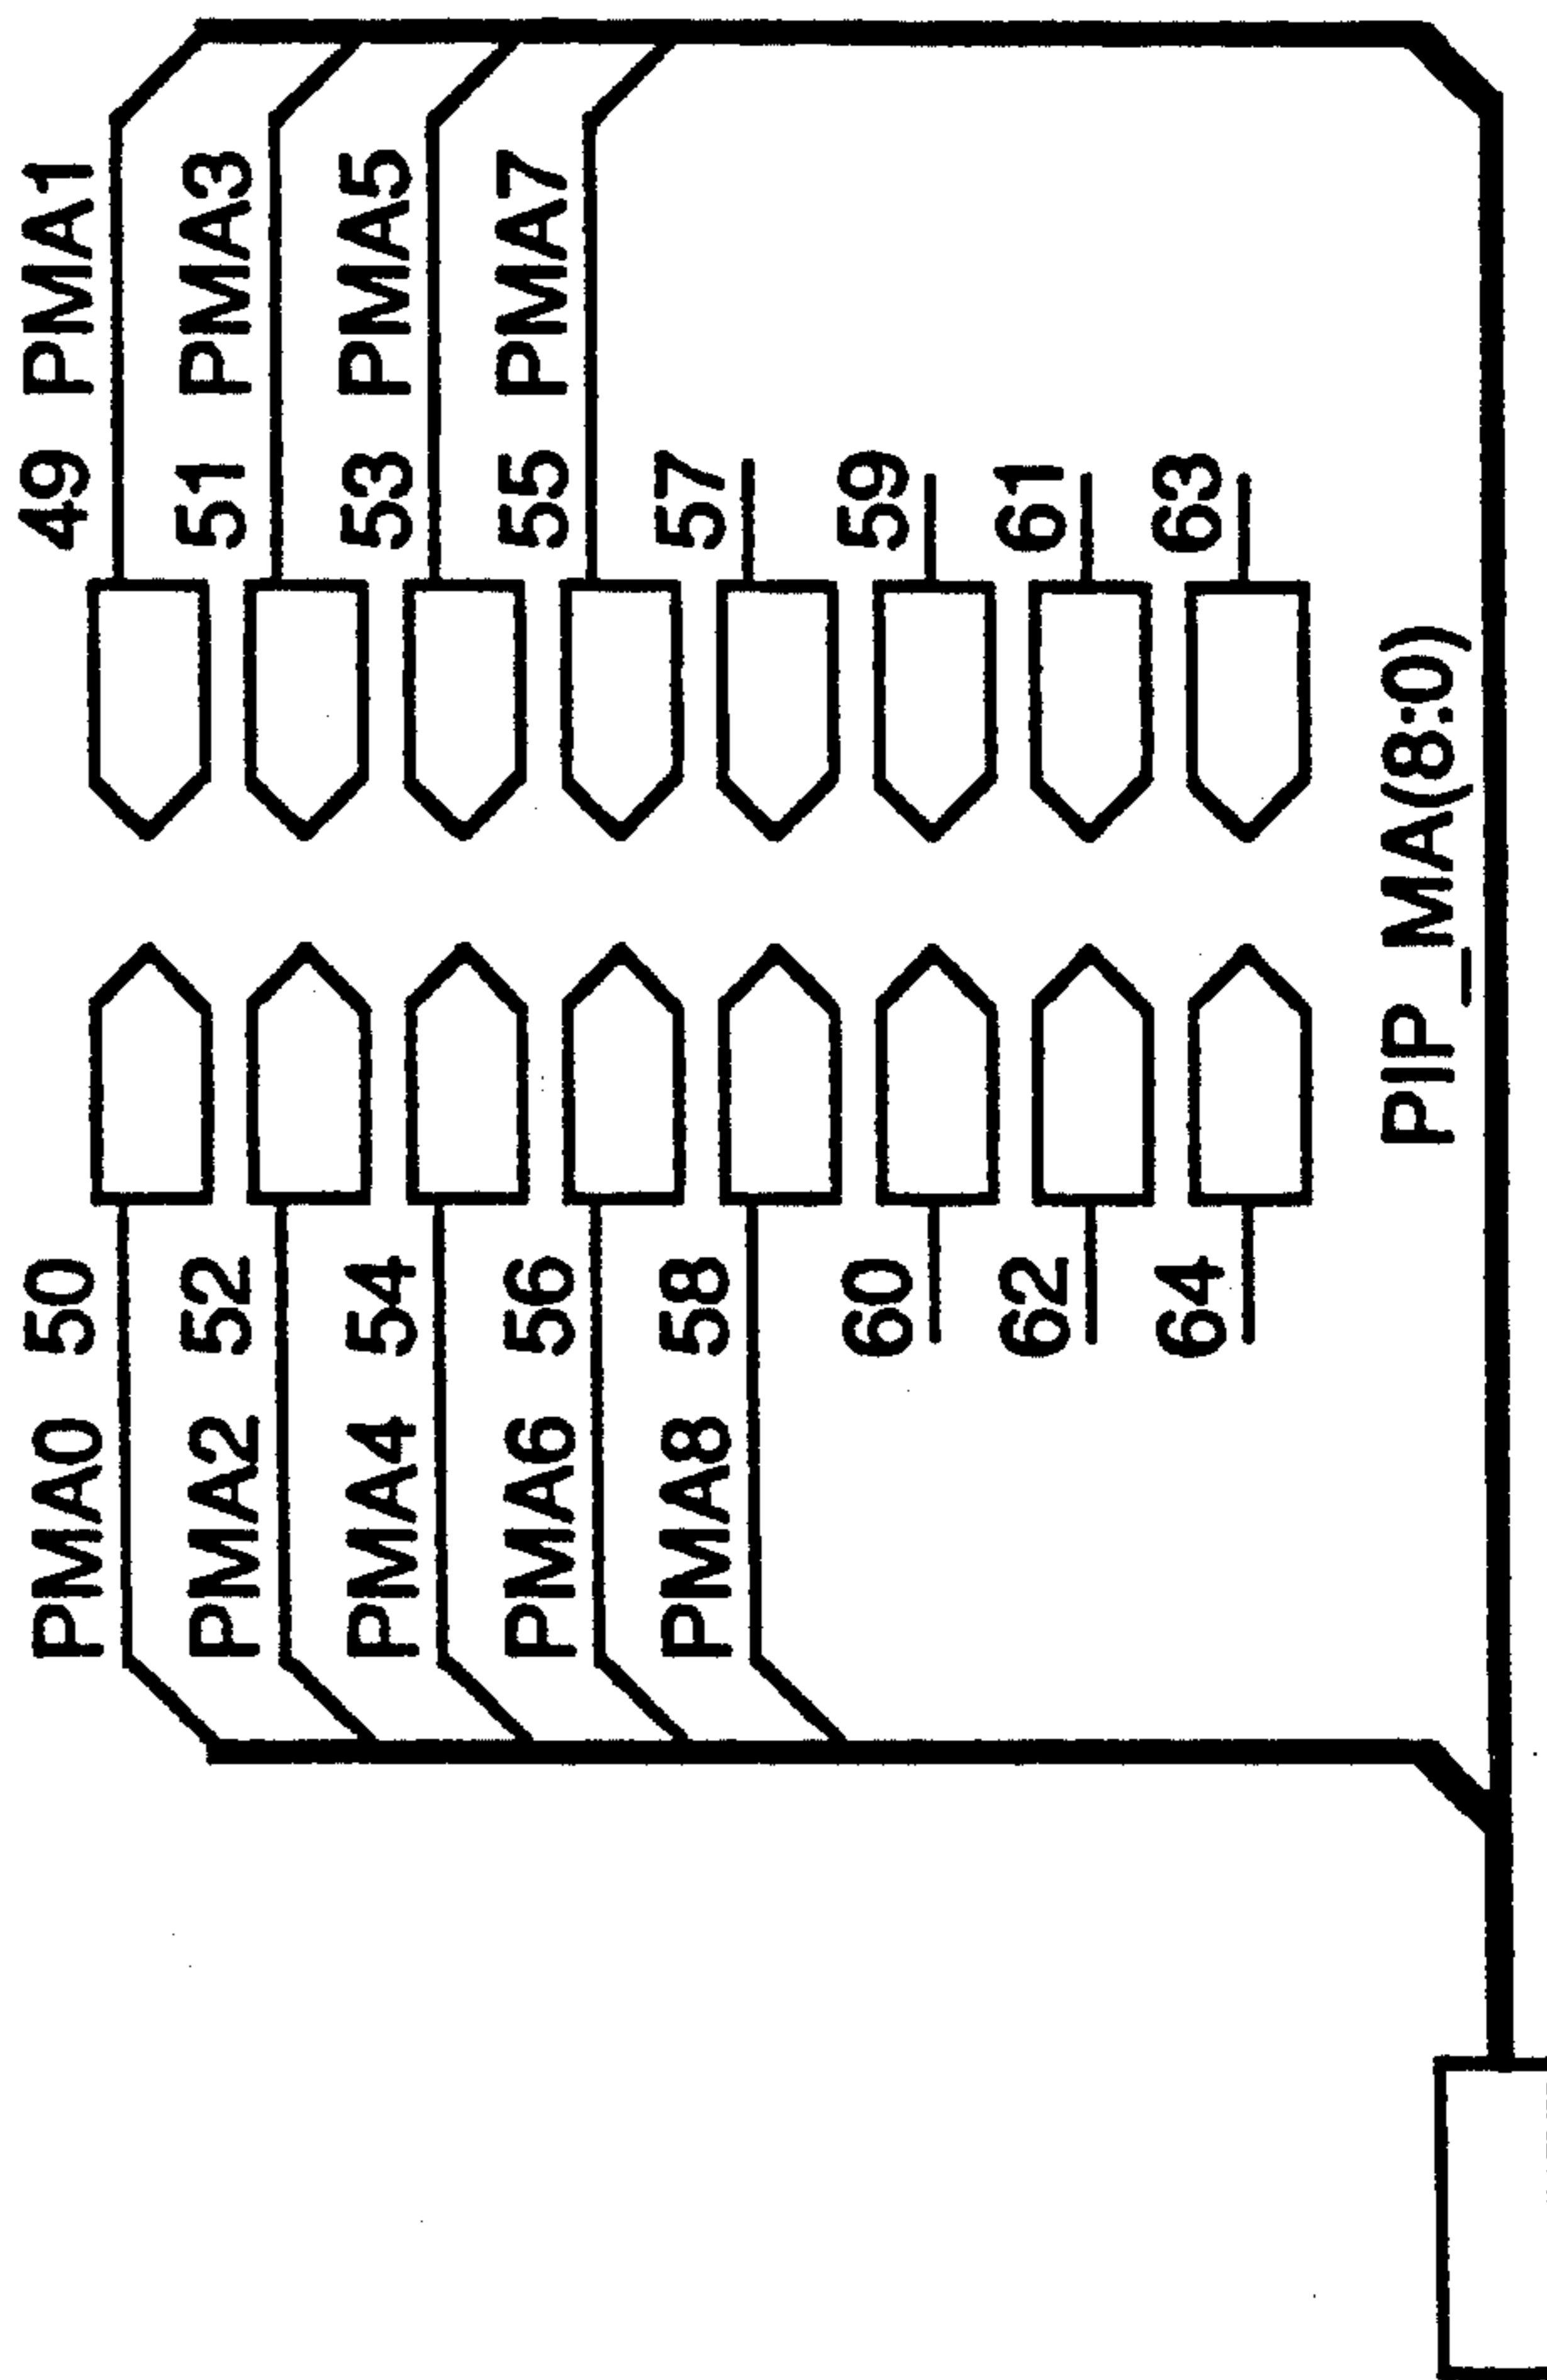 PMA0 50 49 PMA1
PMA2 52 51 PMA3
PMA4 54 53 PMA5
PMA6 56 55 PMA7
PMA8 58 57
60 59
62 61
64 63
PIP_MA(8:0)